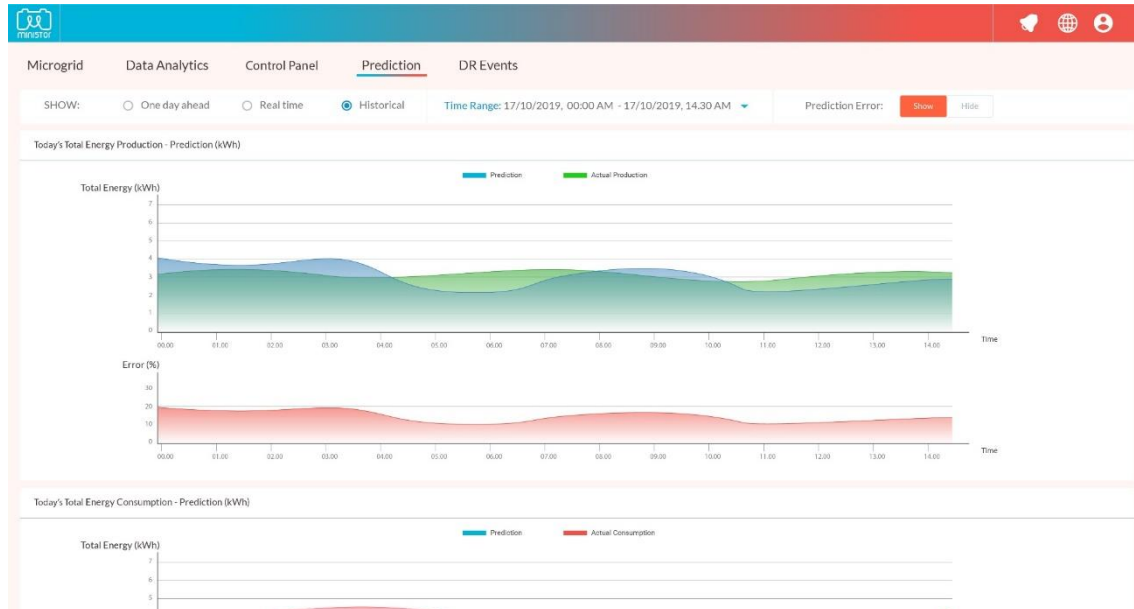 MINISTOR
Microgrid Data Analytics Control Panel Prediction DR Events
SHOW: One day ahead Real time Historical Time Range: 17/10/2019, 00:00 AM - 17/10/2019, 14.30 AM Prediction Error: Show Hide
Today's Total Energy Production - Prediction (kWh)
Prediction Actual Production
Total Energy (kWh)
7
6
5
4
3
2
1
0
00.00 01.00 02.00 03.00 04.00 05.00 06.00 07.00 08.00 09.00 10.00 11.00 12.00 13.00 14.00 Time
Error (%)
30
20
10
0
00.00 01.00 02.00 03.00 04.00 05.00 06.00 07.00 08.00 09.00 10.00 11.00 12.00 13.00 14.00 Time
Today's Total Energy Consumption - Prediction (kWh)
Prediction Actual Consumption
Total Energy (kWh)
7
6
5